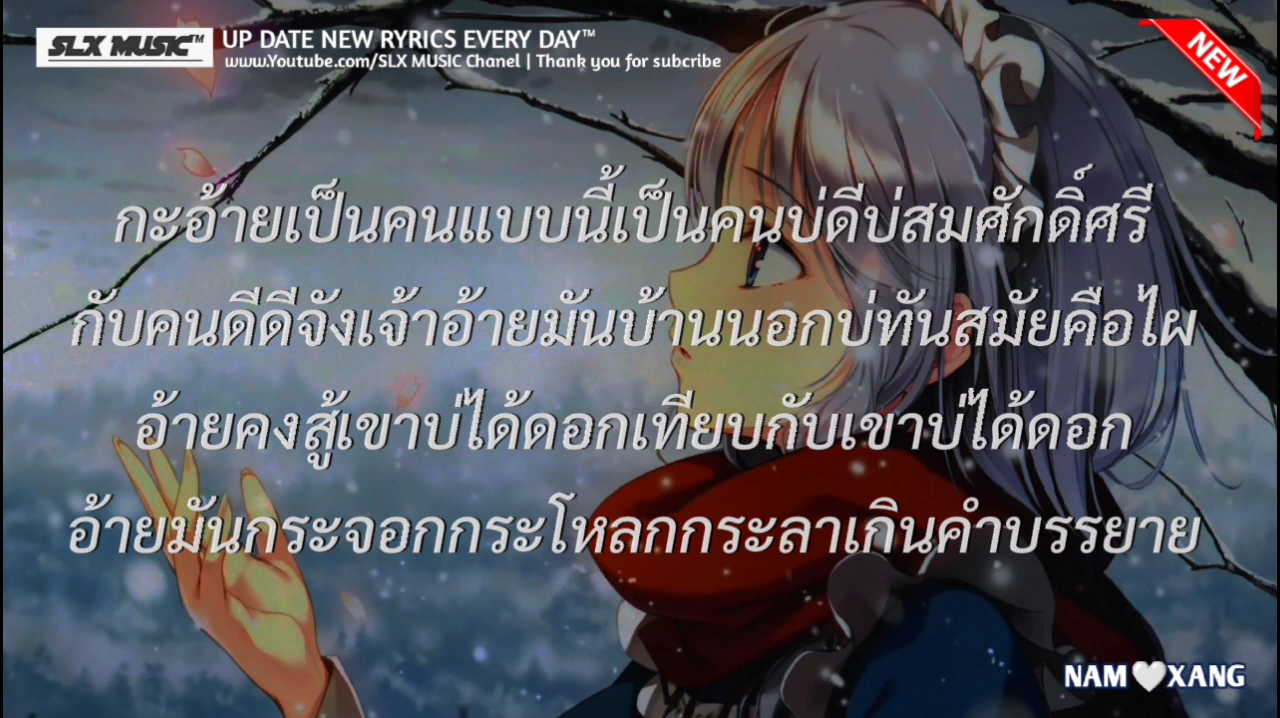 SLX MUSIC™
UP DATE NEW RYRICS EVERY DAY™
www.Youtube.com/SLX MUSIC Chanel | Thank you for subcribe
NEW
กะอ้ายเป็นคนแบบนี้เป็นคนบ่ดีบ่สมศักดิ์ศรี
กับคนดีดีจังเจ้าอ้ายมันบ้านนอกบ่ทันสมัยคือไผ
อ้ายคงสู้เขาบ่ได้ดอกเทียบกับเขาบ่ได้ดอก
อ้ายมันกระจอกกระโหลกกระลาเกินคำบรรยาย
NAM🤍XANG